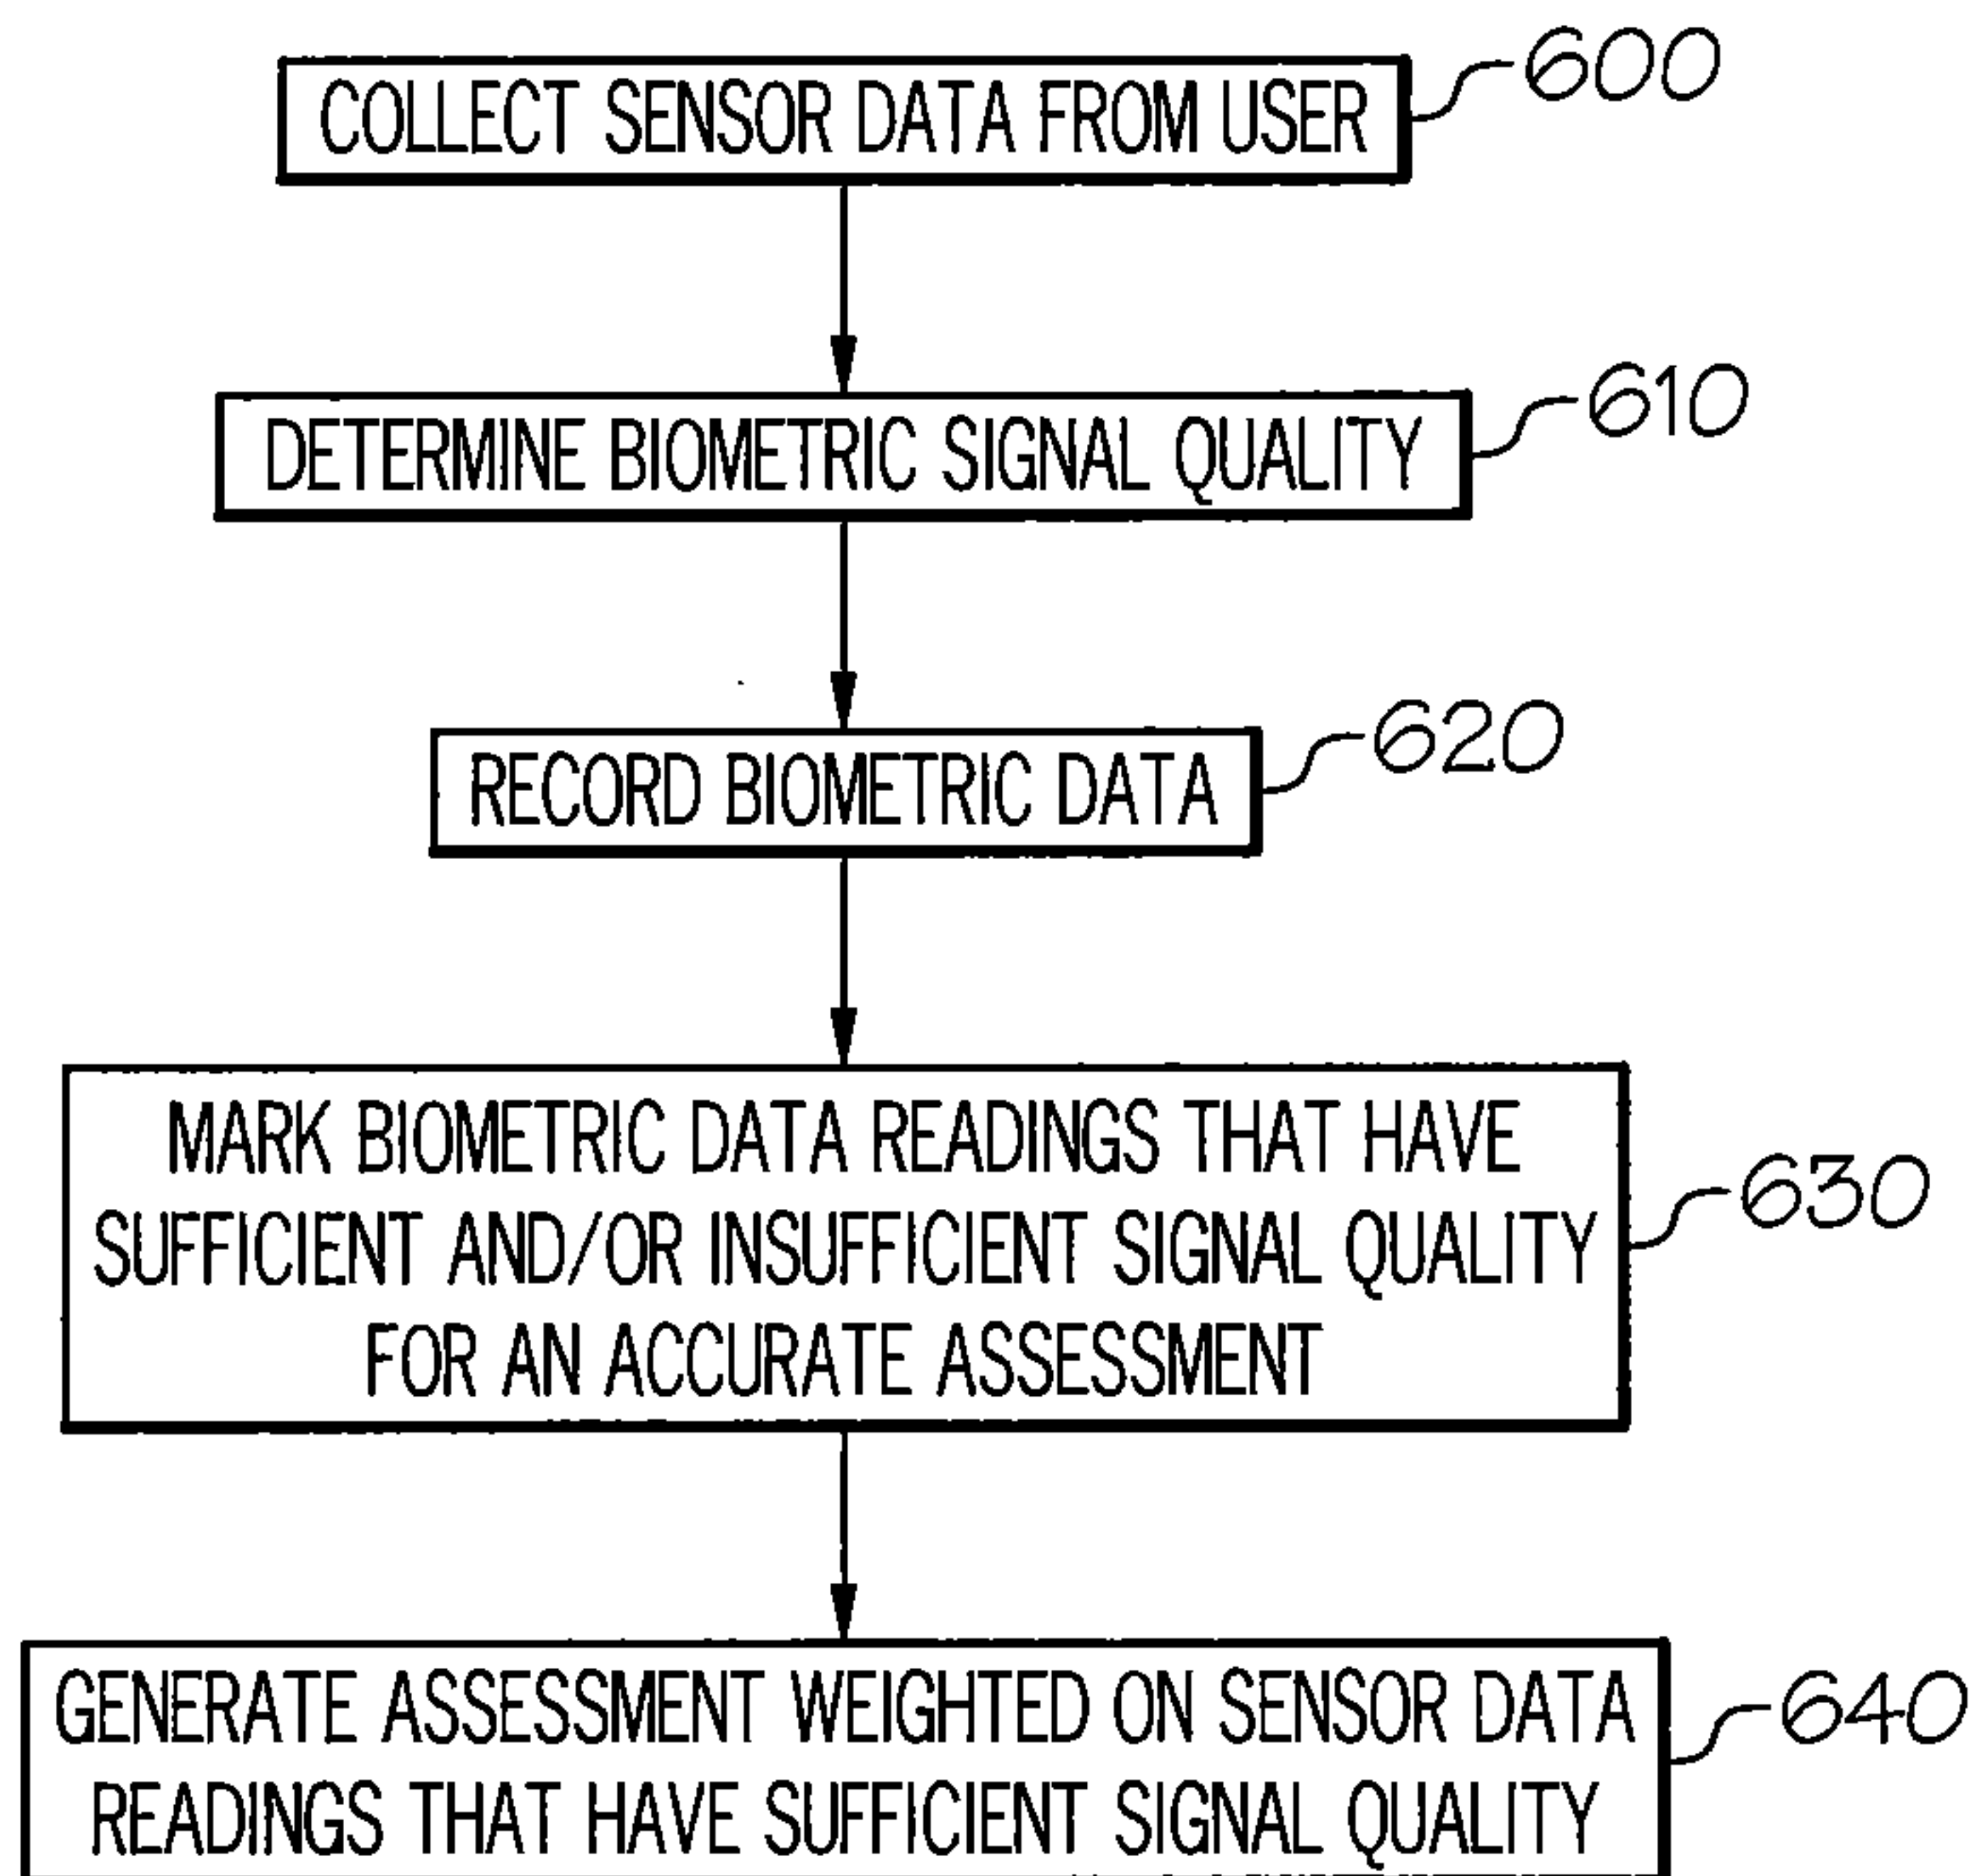 COLLECT SENSOR DATA FROM USER
600
DETERMINE BIOMETRIC SIGNAL QUALITY
610
RECORD BIOMETRIC DATA
620
MARK BIOMETRIC DATA READINGS THAT HAVE
SUFFICIENT AND/OR INSUFFICIENT SIGNAL QUALITY
FOR AN ACCURATE ASSESSMENT
630
GENERATE ASSESSMENT WEIGHTED ON SENSOR DATA
READINGS THAT HAVE SUFFICIENT SIGNAL QUALITY
640